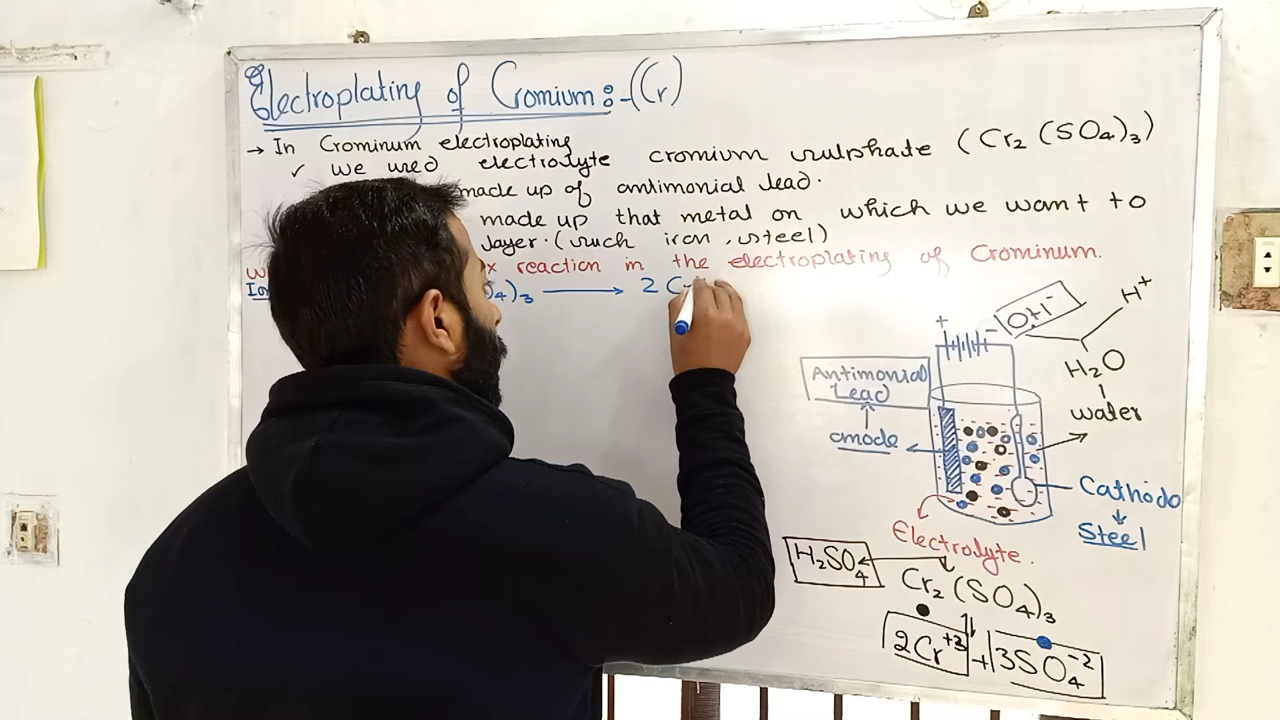 Electroplating of Cromium:-(Cr)
→ In Crominum electroplating
✓ we used electrolyte cromium sulphate (Cr2(SO4)3)
made up of antimonial lead.
made up that metal on which we want to
layer. (such iron, steel)
x reaction in the electroplating of Crominum.
4)3 → 2 C
+ -
OH- H+
H2O
water
Antimonial
Lead
anode
Cathode
Steel
Electrolyte.
H2SO4
Cr2(SO4)3
2Cr+3 + 3SO4-2